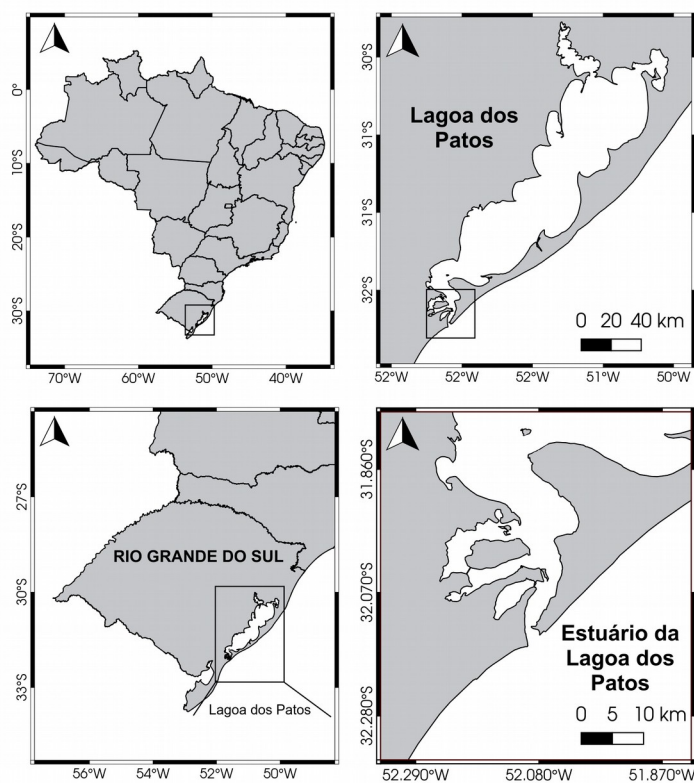 0°
10°S
20°S
30°S
70°W
60°W
50°W
40°W
30°S
31°S
31°S
32°S
Lagoa dos
Patos
0 20 40 km
52°W
52°W
52°W
51°W
50°W
27°S
30°S
33°S
RIO GRANDE DO SUL
Lagoa dos Patos
56°W
54°W
52°W
50°W
31.860°S
32.070°S
32.280°S
Estuário da
Lagoa dos
Patos
0 5 10 km
52.290°W
52.080°W
51.870°W